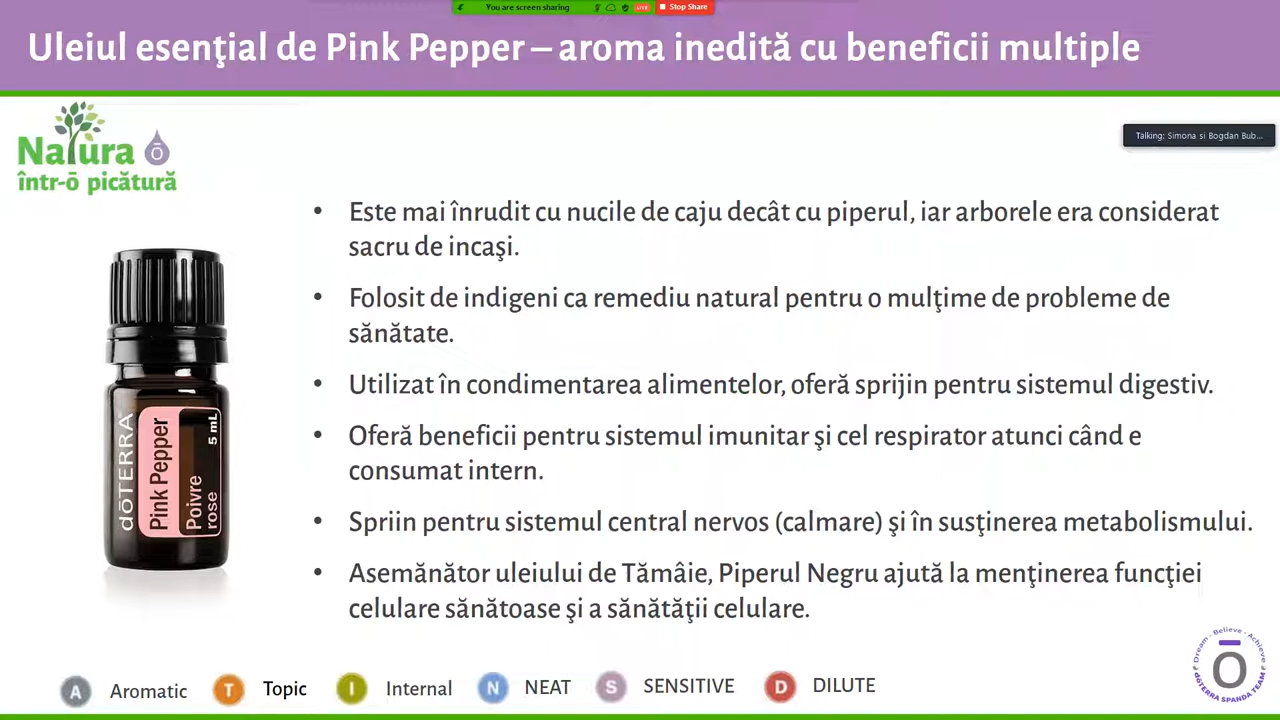 You are screen sharing
LIVE
Stop Share
Uleiul esenţial de Pink Pepper – aroma inedită cu beneficii multiple
Natura ō
într-ō picătură
Talking: Simona si Bogdan Bub...
• Este mai înrudit cu nucile de caju decât cu piperul, iar arborele era considerat
sacru de incaşi.
• Folosit de indigeni ca remediu natural pentru o mulţime de probleme de
sănătate.
• Utilizat în condimentarea alimentelor, oferă sprijin pentru sistemul digestiv.
• Oferă beneficii pentru sistemul imunitar şi cel respirator atunci când e
consumat intern.
• Spriin pentru sistemul central nervos (calmare) şi în susţinerea metabolismului.
• Asemănător uleiului de Tămâie, Piperul Negru ajută la menţinerea funcţiei
celulare sănătoase şi a sănătăţii celulare.
dōTERRA
Pink Pepper
Poivre
rose
5 mL
A Aromatic
T Topic
I Internal
N NEAT
S SENSITIVE
D DILUTE
Dream - Believe - Achieve
ō
dōTERRA SPANDA TEAM